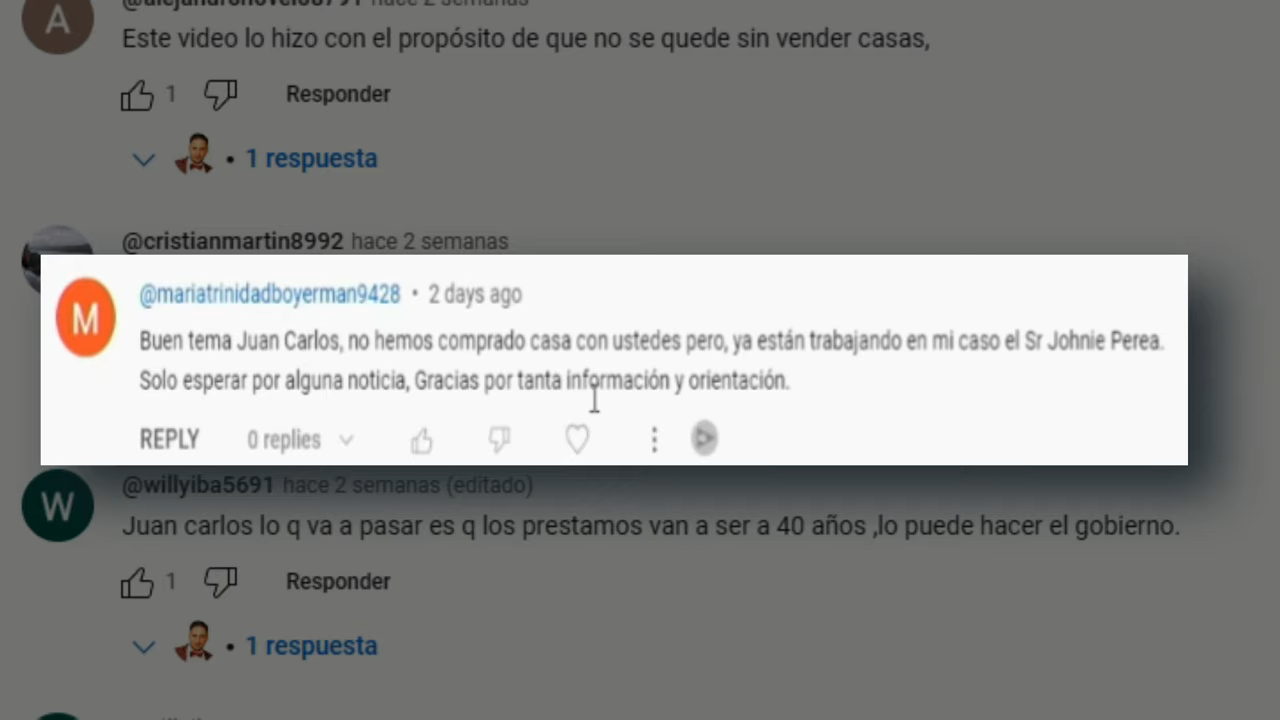 hace 2 semanas
Este video lo hizo con el propósito de que no se quede sin vender casas,
1 Responder
• 1 respuesta
@cristianmartin8992 hace 2 semanas
M
@mariatrinidadboyerman9428 • 2 days ago
Buen tema Juan Carlos, no hemos comprado casa con ustedes pero, ya están trabajando en mi caso el Sr Johnie Perea.
Solo esperar por alguna noticia, Gracias por tanta información y orientación.
REPLY 0 replies
W
@willyiba5691 hace 2 semanas (editado)
Juan carlos lo q va a pasar es q los prestamos van a ser a 40 años ,lo puede hacer el gobierno.
1 Responder
• 1 respuesta